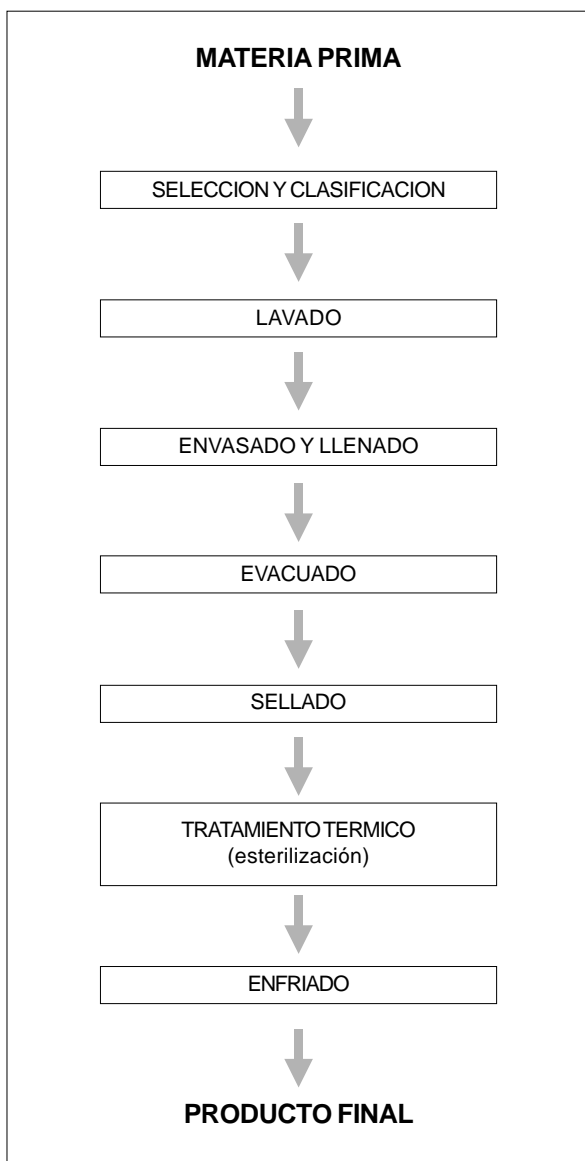 MATERIA PRIMA
SELECCION Y CLASIFICACION
LAVADO
ENVASADO Y LLENADO
EVACUADO
SELLADO
TRATAMIENTO TERMICO
(esterilización)
ENFRIADO
PRODUCTO FINAL